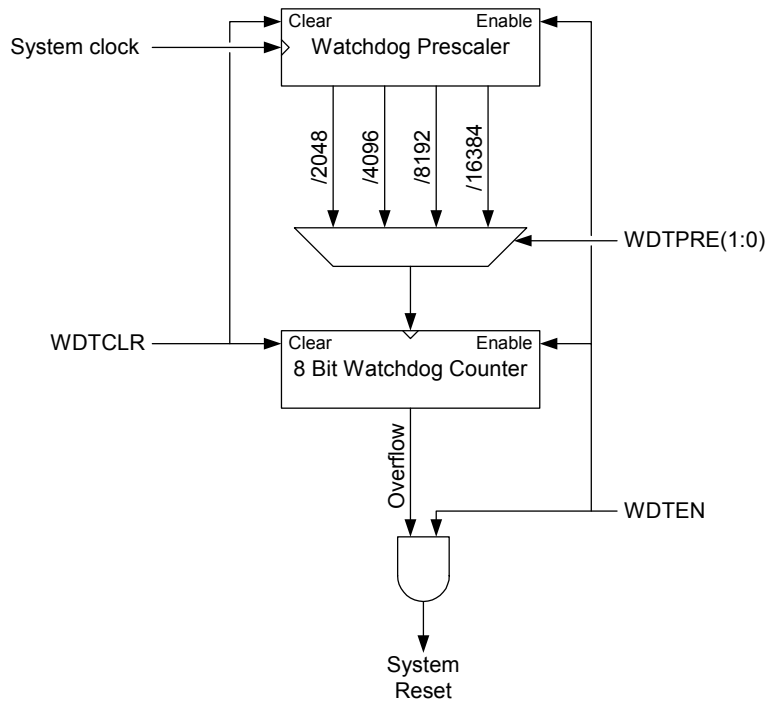 Clear
Enable
System clock
Watchdog Prescaler
/2048
/4096
/8192
/16384
WDTPRE(1:0)
WDTCLR
Clear
Enable
8 Bit Watchdog Counter
Overflow
WDTEN
System
Reset